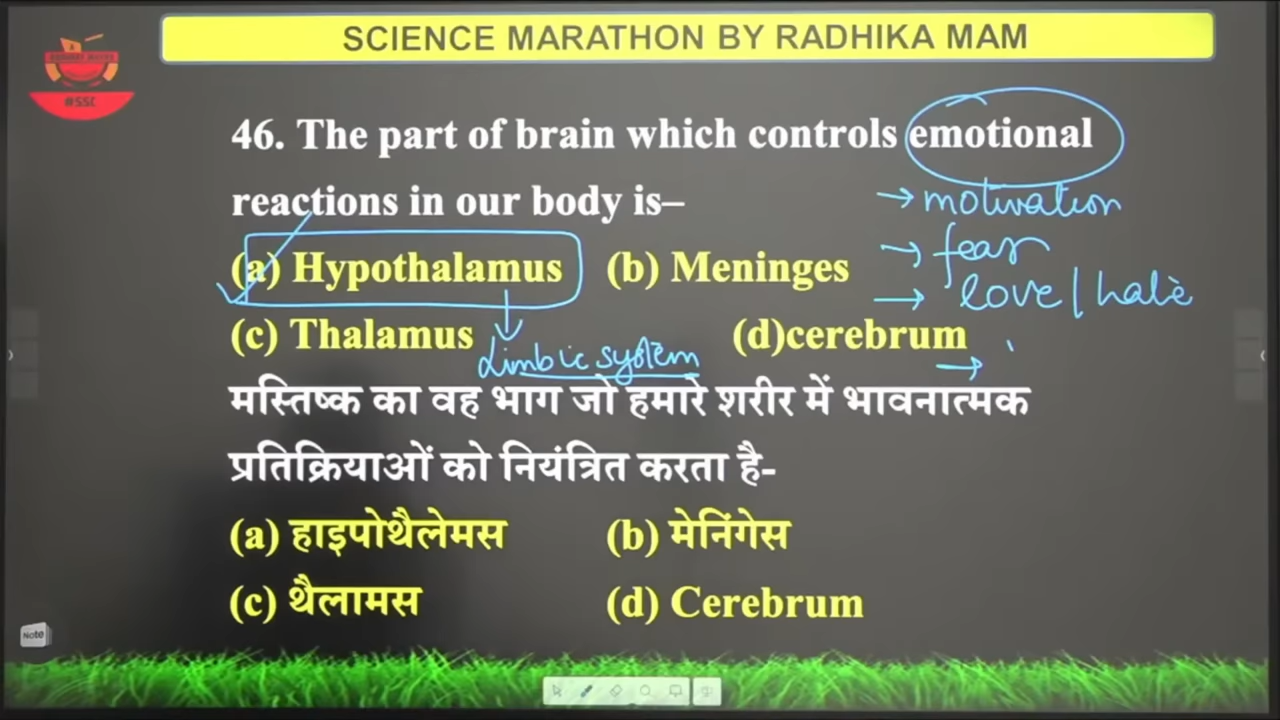 SCIENCE MARATHON BY RADHIKA MAM
#SSC
46. The part of brain which controls emotional
reactions in our body is–
→ motivation
(a) Hypothalamus (b) Meninges
→ fear
→ love/hate
(c) Thalamus (d)cerebrum
Limbic system
→
मस्तिष्क का वह भाग जो हमारे शरीर में भावनात्मक
प्रतिक्रियाओं को नियंत्रित करता है-
(a) हाइपोथैलेमस (b) मेनिंगेस
(c) थैलामस (d) Cerebrum
Note